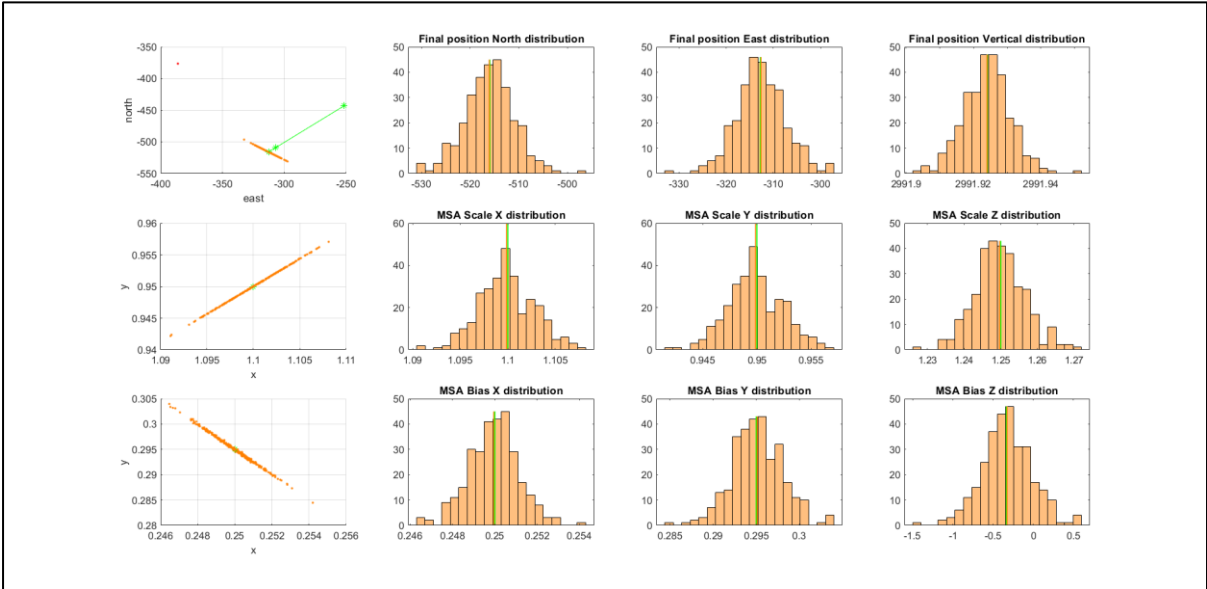 Final position North distribution
Final position East distribution
Final position Vertical distribution
-350
-400
-450
-500
-550
north
-400 -350 -300 -250
east
50
40
30
20
10
0
-530 -520 -510 -500
50
40
30
20
10
0
-330 -320 -310 -300
50
40
30
20
10
0
2991.9 2991.92 2991.94
MSA Scale X distribution
MSA Scale Y distribution
MSA Scale Z distribution
0.96
0.955
0.95
0.945
0.94
y
1.09 1.095 1.1 1.105 1.11
x
60
40
20
0
1.09 1.095 1.1 1.105
60
40
20
0
0.945 0.95 0.955
50
40
30
20
10
0
1.23 1.24 1.25 1.26 1.27
MSA Bias X distribution
MSA Bias Y distribution
MSA Bias Z distribution
0.305
0.3
0.295
0.29
0.285
0.28
y
0.246 0.248 0.25 0.252 0.254 0.256
x
50
40
30
20
10
0
0.248 0.25 0.252 0.254
50
40
30
20
10
0
0.285 0.29 0.295 0.3
50
40
30
20
10
0
-1.5 -1 -0.5 0 0.5